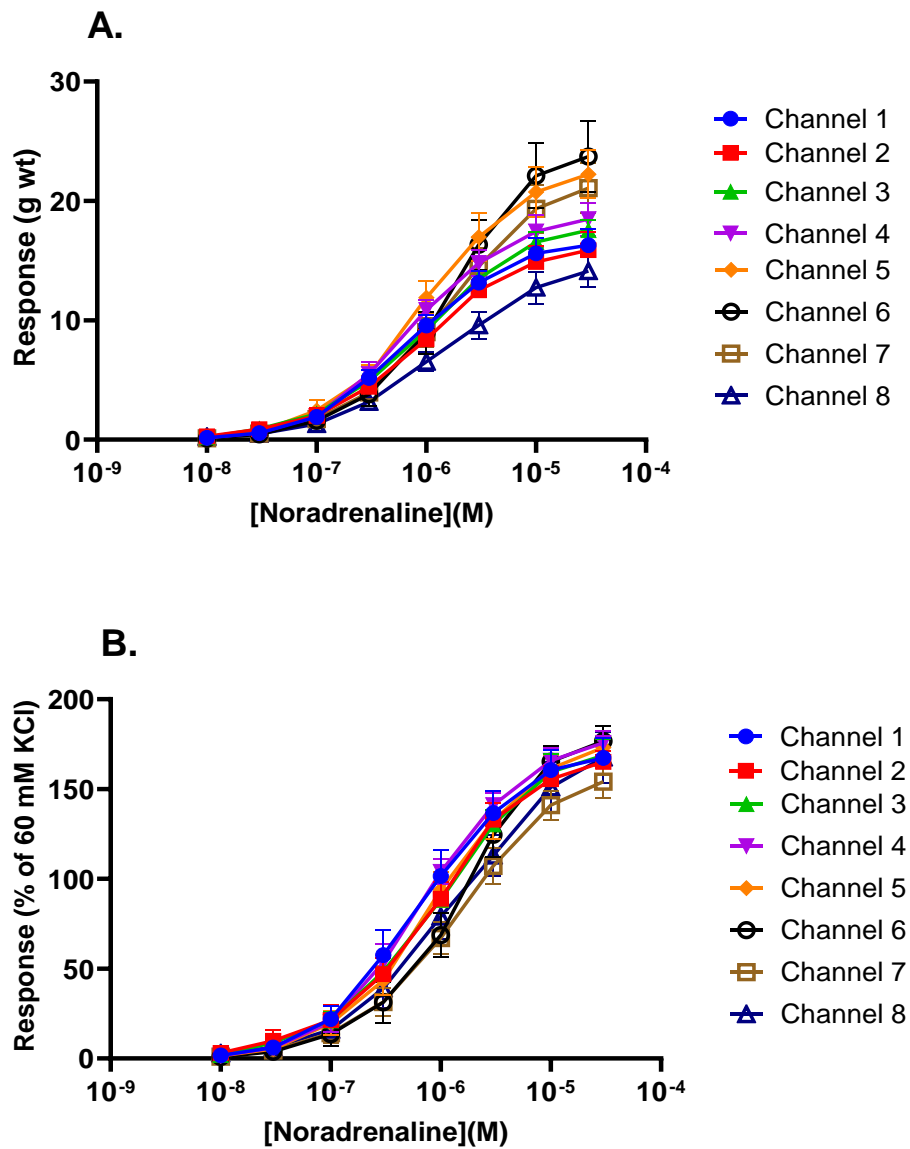 A.
Response (g wt)
30
20
10
0
10⁻⁹ 10⁻⁸ 10⁻⁷ 10⁻⁶ 10⁻⁵ 10⁻⁴
[Noradrenaline](M)
Channel 1
Channel 2
Channel 3
Channel 4
Channel 5
Channel 6
Channel 7
Channel 8
B.
Response (% of 60 mM KCl)
200
150
100
50
0
10⁻⁹ 10⁻⁸ 10⁻⁷ 10⁻⁶ 10⁻⁵ 10⁻⁴
[Noradrenaline](M)
Channel 1
Channel 2
Channel 3
Channel 4
Channel 5
Channel 6
Channel 7
Channel 8